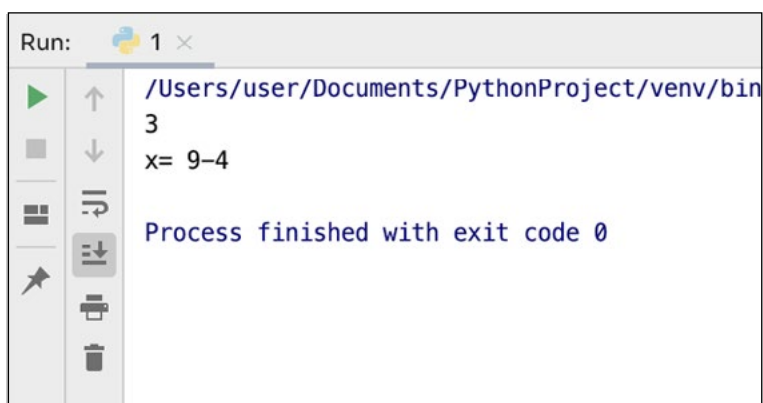 Run: 1
/Users/user/Documents/PythonProject/venv/bin
3
x= 9-4
Process finished with exit code 0